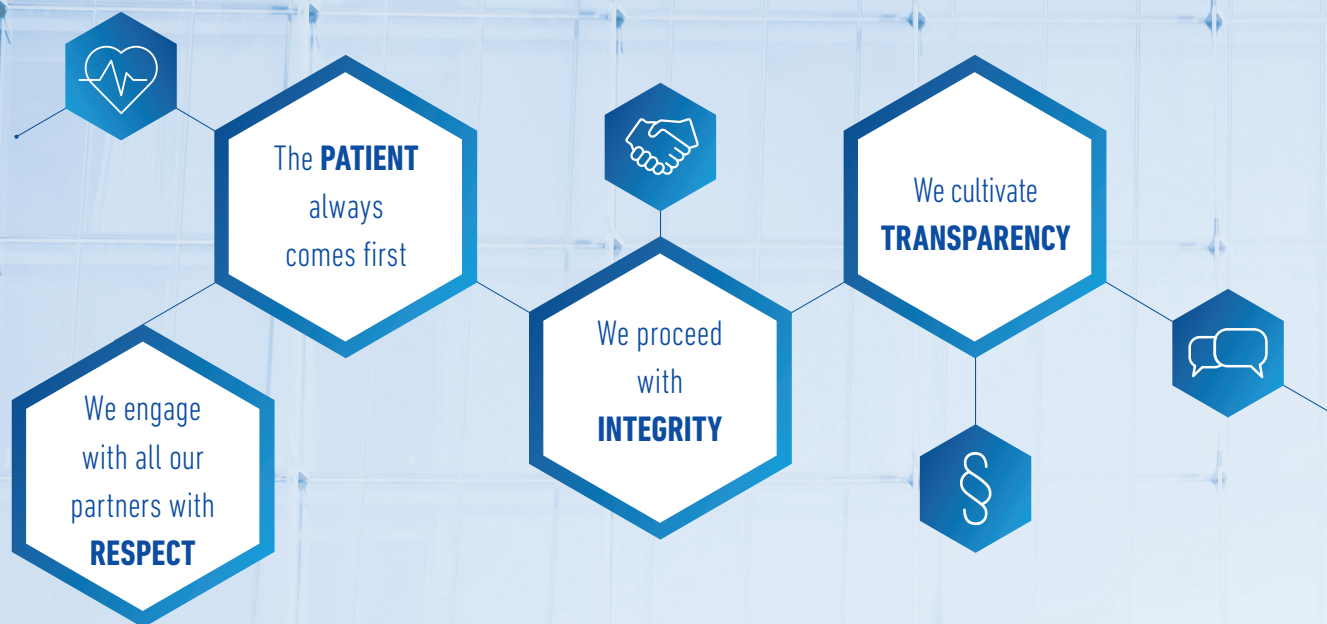 The PATIENT
always
comes first
We engage
with all our
partners with
RESPECT
We proceed
with
INTEGRITY
We cultivate
TRANSPARENCY
§